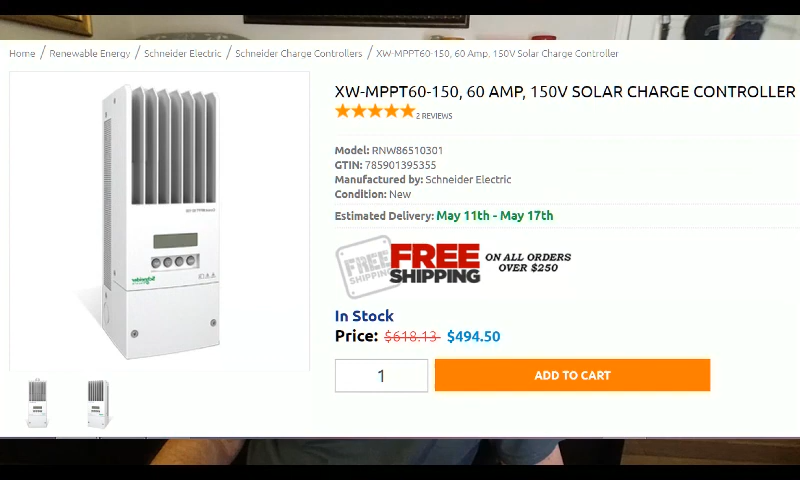 Home / Renewable Energy / Schneider Electric / Schneider Charge Controllers / XW-MPPT60-150, 60 Amp, 150V Solar Charge Controller
XW-MPPT60-150, 60 AMP, 150V SOLAR CHARGE CONTROLLER
2 REVIEWS
Model: RNW86510301
GTIN: 785901395355
Manufactured by: Schneider Electric
Condition: New
Estimated Delivery: May 11th - May 17th
FREE SHIPPING
FREE SHIPPING ON ALL ORDERS OVER $250
In Stock
Price: $618.13 $494.50
1 ADD TO CART
Schneider